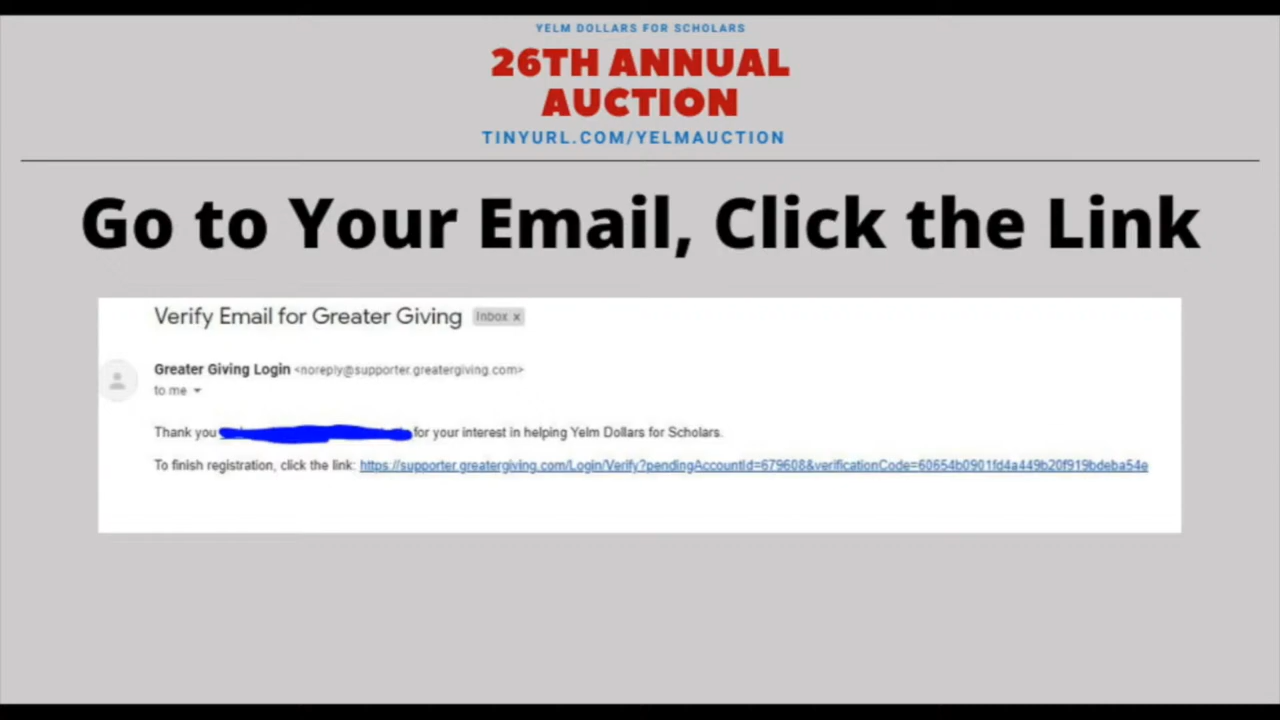 YELM DOLLARS FOR SCHOLARS
26TH ANNUAL
AUCTION
TINYURL.COM/YELMAUCTION
Go to Your Email, Click the Link
Verify Email for Greater Giving Inbox x
Greater Giving Login <noreply@supporter.greatergiving.com>
to me
Thank you for your interest in helping Yelm Dollars for Scholars.
To finish registration, click the link: https://supporter.greatergiving.com/Login/Verify?pendingAccountId=679608&verificationCode=60654b0901fd4a449b20f919bdeba54e